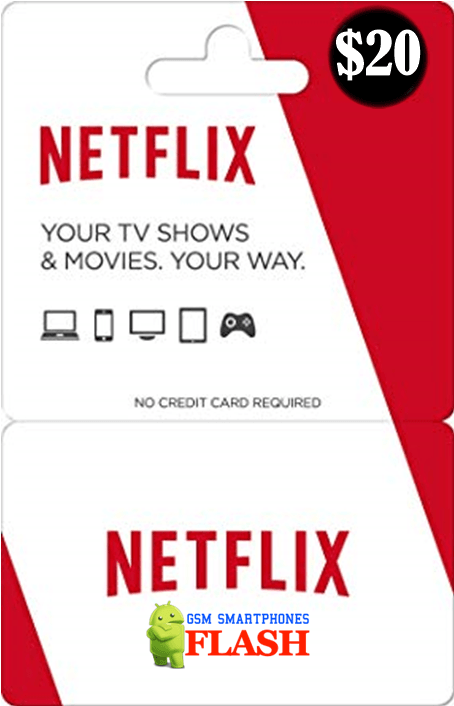 $20
NETFLIX
YOUR TV SHOWS
& MOVIES. YOUR WAY.
NO CREDIT CARD REQUIRED
NETFLIX
GSM SMARTPHONES
FLASH